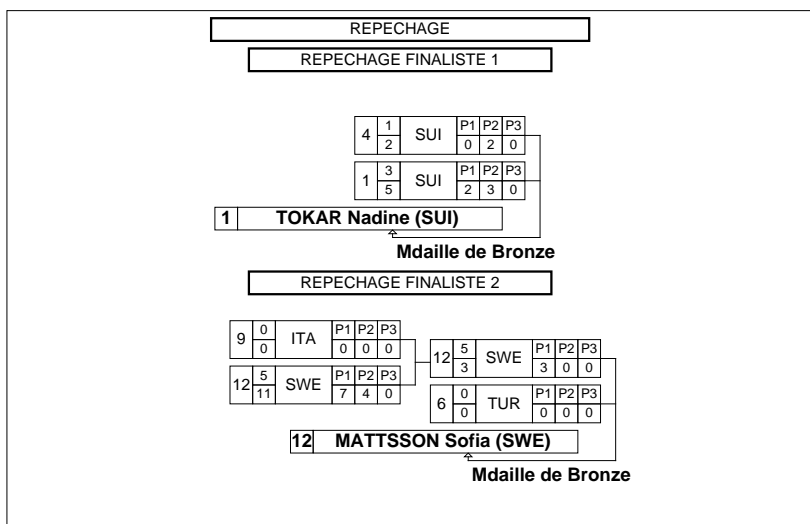 REPECHAGE
REPECHAGE FINALISTE 1
4 1 SUI P1 P2 P3
2 0 2 0
1 3 SUI P1 P2 P3
5 2 3 0
1 TOKAR Nadine (SUI)
Mdaille de Bronze
REPECHAGE FINALISTE 2
9 0 ITA P1 P2 P3
0 0 0 0
12 5 SWE P1 P2 P3
11 7 4 0
12 5 SWE P1 P2 P3
3 3 0 0
6 0 TUR P1 P2 P3
0 0 0 0
12 MATTSSON Sofia (SWE)
Mdaille de Bronze